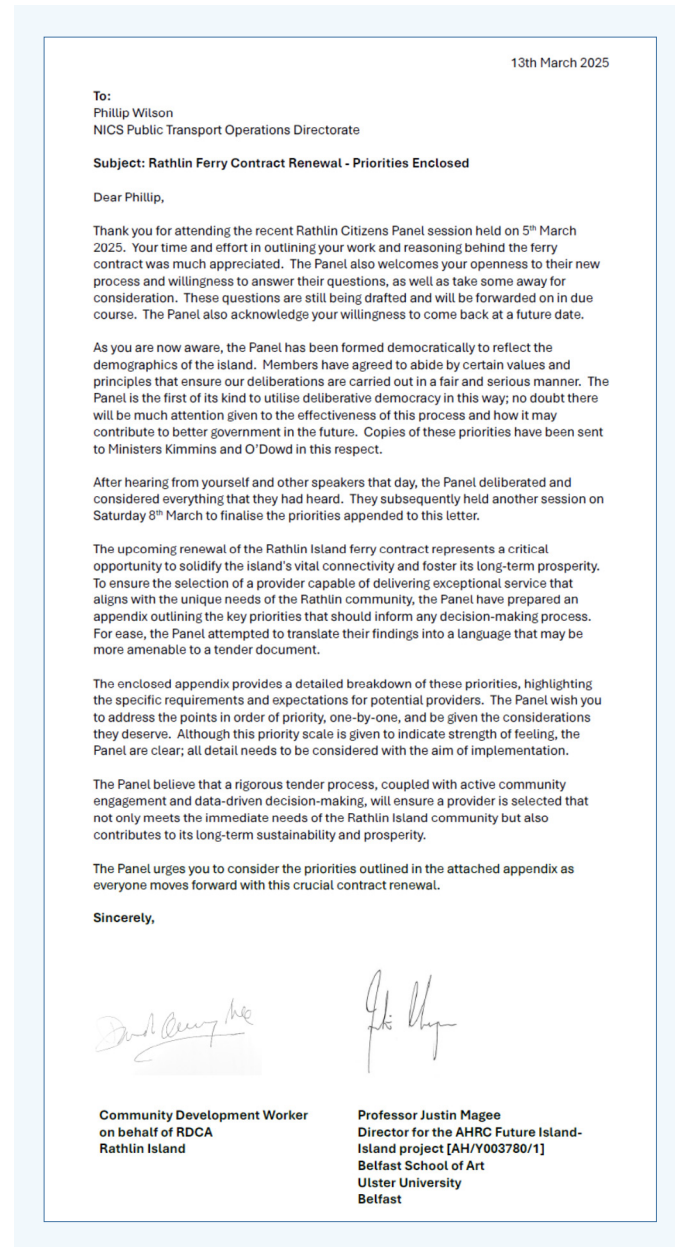 13th March 2025
To:
Phillip Wilson
NICS Public Transport Operations Directorate
Subject: Rathlin Ferry Contract Renewal - Priorities Enclosed
Dear Phillip,
Thank you for attending the recent Rathlin Citizens Panel session held on 5th March
2025. Your time and effort in outlining your work and reasoning behind the ferry
contract was much appreciated. The Panel also welcomes your openness to their new
process and willingness to answer their questions, as well as take some away for
consideration. These questions are still being drafted and will be forwarded on in due
course. The Panel also acknowledge your willingness to come back at a future date.
As you are now aware, the Panel has been formed democratically to reflect the
demographics of the island. Members have agreed to abide by certain values and
principles that ensure our deliberations are carried out in a fair and serious manner. The
Panel is the first of its kind to utilise deliberative democracy in this way; no doubt there
will be much attention given to the effectiveness of this process and how it may
contribute to better government in the future. Copies of these priorities have been sent
to Ministers Kimmins and O'Dowd in this respect.
After hearing from yourself and other speakers that day, the Panel deliberated and
considered everything that they had heard. They subsequently held another session on
Saturday 8th March to finalise the priorities appended to this letter.
The upcoming renewal of the Rathlin Island ferry contract represents a critical
opportunity to solidify the island's vital connectivity and foster its long-term prosperity.
To ensure the selection of a provider capable of delivering exceptional service that
aligns with the unique needs of the Rathlin community, the Panel have prepared an
appendix outlining the key priorities that should inform any decision-making process.
For ease, the Panel attempted to translate their findings into a language that may be
more amenable to a tender document.
The enclosed appendix provides a detailed breakdown of these priorities, highlighting
the specific requirements and expectations for potential providers. The Panel wish you
to address the points in order of priority, one-by-one, and be given the considerations
they deserve. Although this priority scale is given to indicate strength of feeling, the
Panel are clear; all detail needs to be considered with the aim of implementation.
The Panel believe that a rigorous tender process, coupled with active community
engagement and data-driven decision-making, will ensure a provider is selected that
not only meets the immediate needs of the Rathlin Island community but also
contributes to its long-term sustainability and prosperity.
The Panel urges you to consider the priorities outlined in the attached appendix as
everyone moves forward with this crucial contract renewal.
Sincerely,
Community Development Worker
on behalf of RDCA
Rathlin Island
Professor Justin Magee
Director for the AHRC Future Island-
Island project [AH/Y003780/1]
Belfast School of Art
Ulster University
Belfast